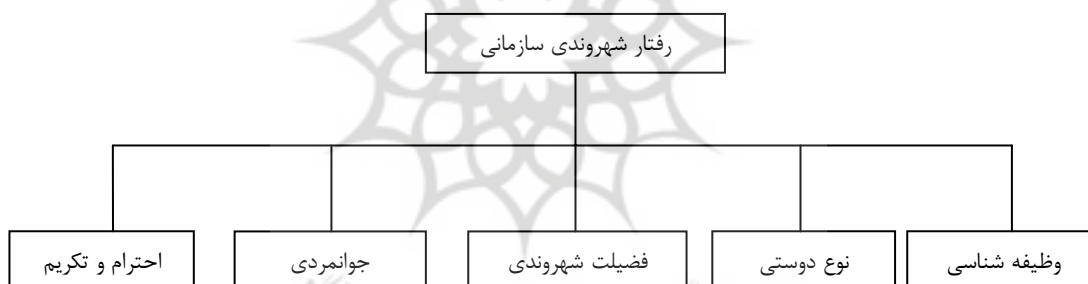 رفتار شهروندی سازمانی
وظیفه شناسی
نوع دوستی
فضیلت شهروندی
جوانمردی
احترام و تکریم